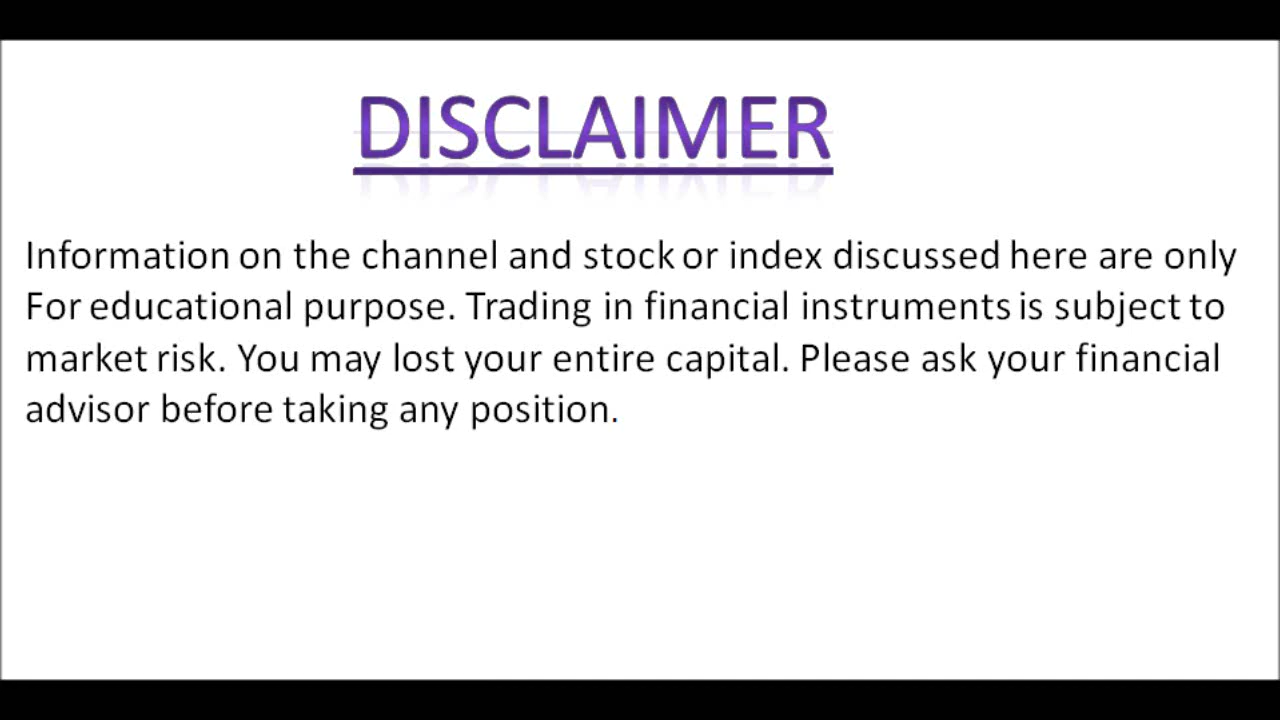 DISCLAIMER
Information on the channel and stock or index discussed here are only
For educational purpose. Trading in financial instruments is subject to
market risk. You may lost your entire capital. Please ask your financial
advisor before taking any position.